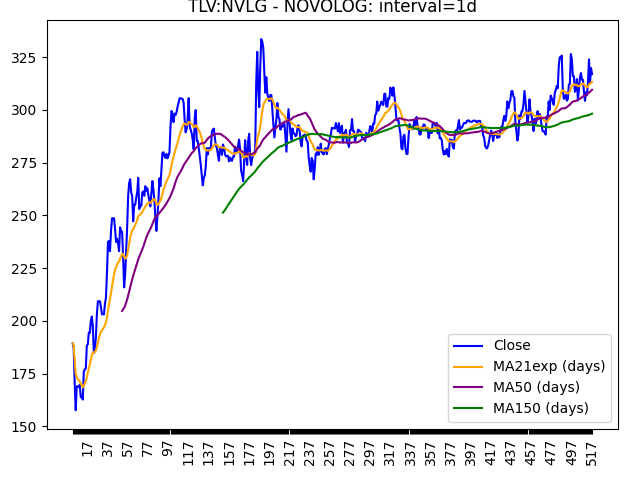 TLV:NVLG - NOVOLOG: interval=1d
325
300
275
250
225
200
175
150
Close
MA21exp (days)
MA50 (days)
MA150 (days)
17 37 57 77 97 117 137 157 177 197 217 237 257 277 297 317 337 357 377 397 417 437 457 477 497 517